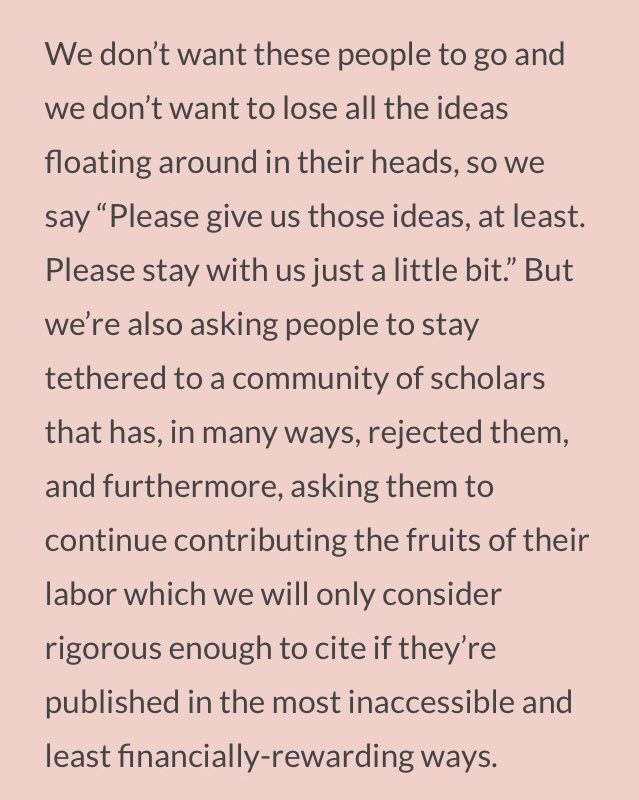 We don’t want these people to go and
we don’t want to lose all the ideas
floating around in their heads, so we
say “Please give us those ideas, at least.
Please stay with us just a little bit.” But
we’re also asking people to stay
tethered to a community of scholars
that has, in many ways, rejected them,
and furthermore, asking them to
continue contributing the fruits of their
labor which we will only consider
rigorous enough to cite if they’re
published in the most inaccessible and
least financially-rewarding ways.